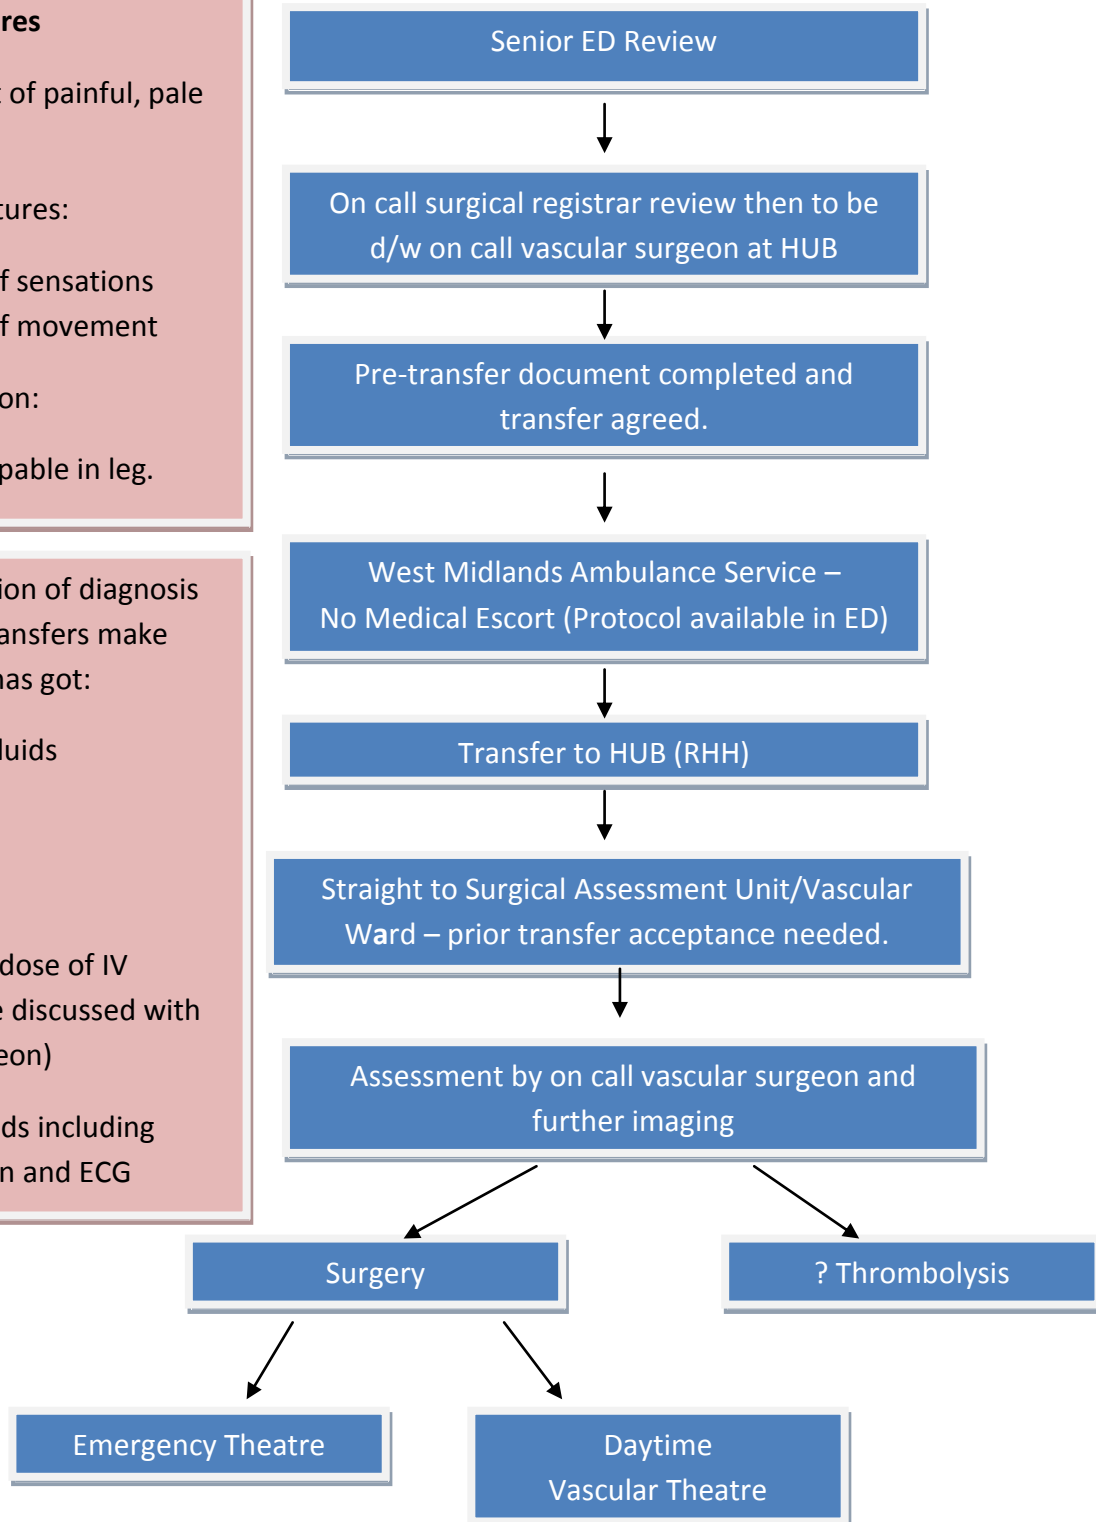 res
t of painful, pale
tures:
f sensations
f movement
on:
pable in leg.
ion of diagnosis
ansfers make
has got:
luids
dose of IV
e discussed with
eon)
ds including
n and ECG
Senior ED Review
On call surgical registrar review then to be
d/w on call vascular surgeon at HUB
Pre-transfer document completed and
transfer agreed.
West Midlands Ambulance Service –
No Medical Escort (Protocol available in ED)
Transfer to HUB (RHH)
Straight to Surgical Assessment Unit/Vascular
Ward – prior transfer acceptance needed.
Assessment by on call vascular surgeon and
further imaging
Surgery
? Thrombolysis
Emergency Theatre
Daytime
Vascular Theatre